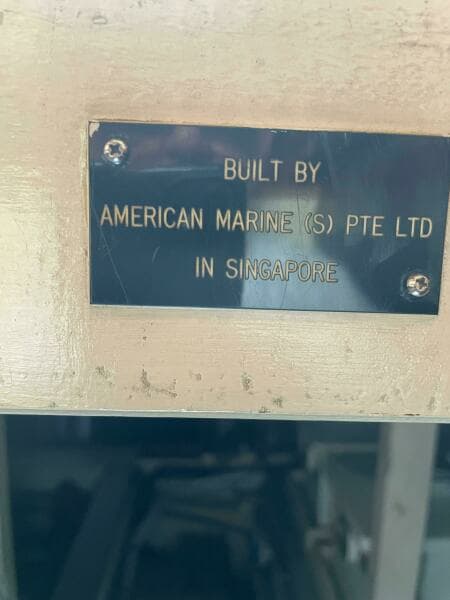 BUILT BY
AMERICAN MARINE (S) PTE LTD
IN SINGAPORE